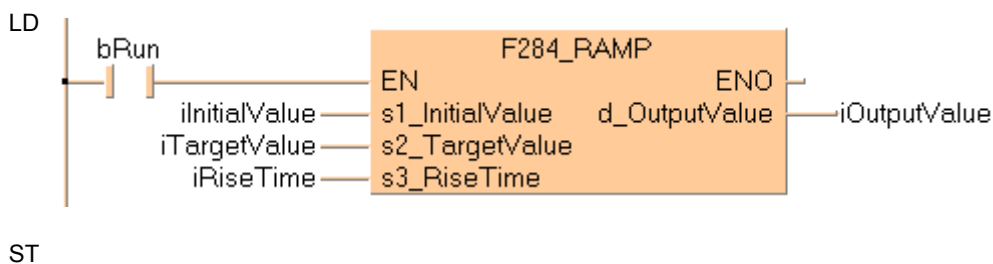 LD
bRun
F284_RAMP
EN ENO
iInitialValue s1_InitialValue d_OutputValue iOutputValue
iTargetValue s2_TargetValue
iRiseTime s3_RiseTime
ST